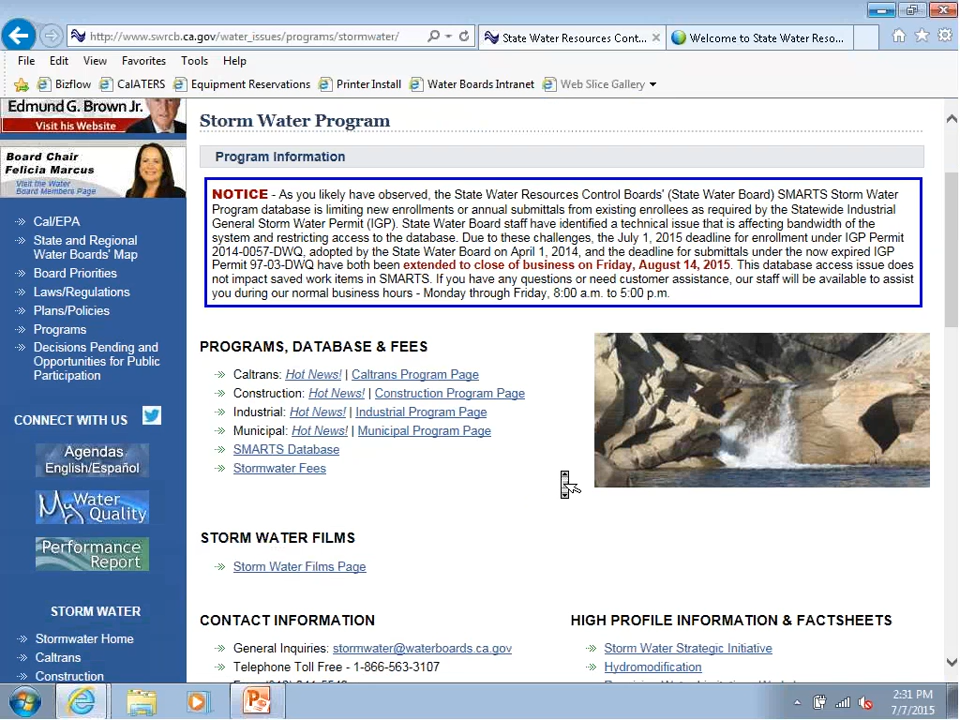 http://www.swrcb.ca.gov/water_issues/programs/stormwater/
State Water Resources Cont...
Welcome to State Water Reso...
File Edit View Favorites Tools Help
Bizflow CalATERS Equipment Reservations Printer Install Water Boards Intranet Web Slice Gallery
Edmund G. Brown Jr.
Visit his Website
Board Chair
Felicia Marcus
Visit the Water
Board Members Page
Cal/EPA
State and Regional
Water Boards' Map
Board Priorities
Laws/Regulations
Plans/Policies
Programs
Decisions Pending and
Opportunities for Public
Participation
CONNECT WITH US
Agendas
English/Español
My Water
Quality
Performance
Report
STORM WATER
Stormwater Home
Caltrans
Construction
Storm Water Program
Program Information
NOTICE - As you likely have observed, the State Water Resources Control Boards' (State Water Board) SMARTS Storm Water
Program database is limiting new enrollments or annual submittals from existing enrollees as required by the Statewide Industrial
General Storm Water Permit (IGP). State Water Board staff have identified a technical issue that is affecting bandwidth of the
system and restricting access to the database. Due to these challenges, the July 1, 2015 deadline for enrollment under IGP Permit
2014-0057-DWQ, adopted by the State Water Board on April 1, 2014, and the deadline for submittals under the now expired IGP
Permit 97-03-DWQ have both been extended to close of business on Friday, August 14, 2015. This database access issue does
not impact saved work items in SMARTS. If you have any questions or need customer assistance, our staff will be available to assist
you during our normal business hours - Monday through Friday, 8:00 a.m. to 5:00 p.m.
PROGRAMS, DATABASE & FEES
Caltrans: Hot News! | Caltrans Program Page
Construction: Hot News! | Construction Program Page
Industrial: Hot News! | Industrial Program Page
Municipal: Hot News! | Municipal Program Page
SMARTS Database
Stormwater Fees
STORM WATER FILMS
Storm Water Films Page
CONTACT INFORMATION
General Inquiries: stormwater@waterboards.ca.gov
Telephone Toll Free - 1-866-563-3107
HIGH PROFILE INFORMATION & FACTSHEETS
Storm Water Strategic Initiative
Hydromodification
2:31 PM
7/7/2015